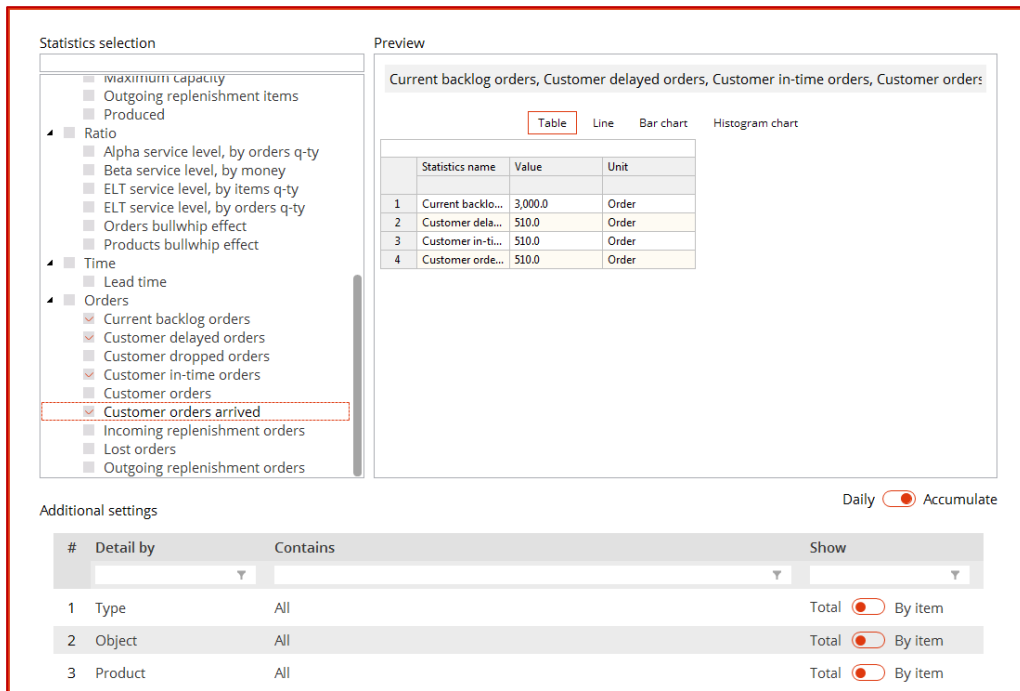 Statistics selection
Preview
Maximum capacity
Outgoing replenishment items
Produced
Ratio
Alpha service level, by orders q-ty
Beta service level, by money
ELT service level, by items q-ty
ELT service level, by orders q-ty
Orders bullwhip effect
Products bullwhip effect
Time
Lead time
Orders
Current backlog orders
Customer delayed orders
Customer dropped orders
Customer in-time orders
Customer orders
Customer orders arrived
Incoming replenishment orders
Lost orders
Outgoing replenishment orders
Current backlog orders, Customer delayed orders, Customer in-time orders, Customer orders
Table Line Bar chart Histogram chart
Statistics name Value Unit
1 Current backlo... 3,000.0 Order
2 Customer dela... 510.0 Order
3 Customer in-ti... 510.0 Order
4 Customer orde... 510.0 Order
Daily Accumulate
Additional settings
# Detail by Contains Show
1 Type All Total By item
2 Object All Total By item
3 Product All Total By item